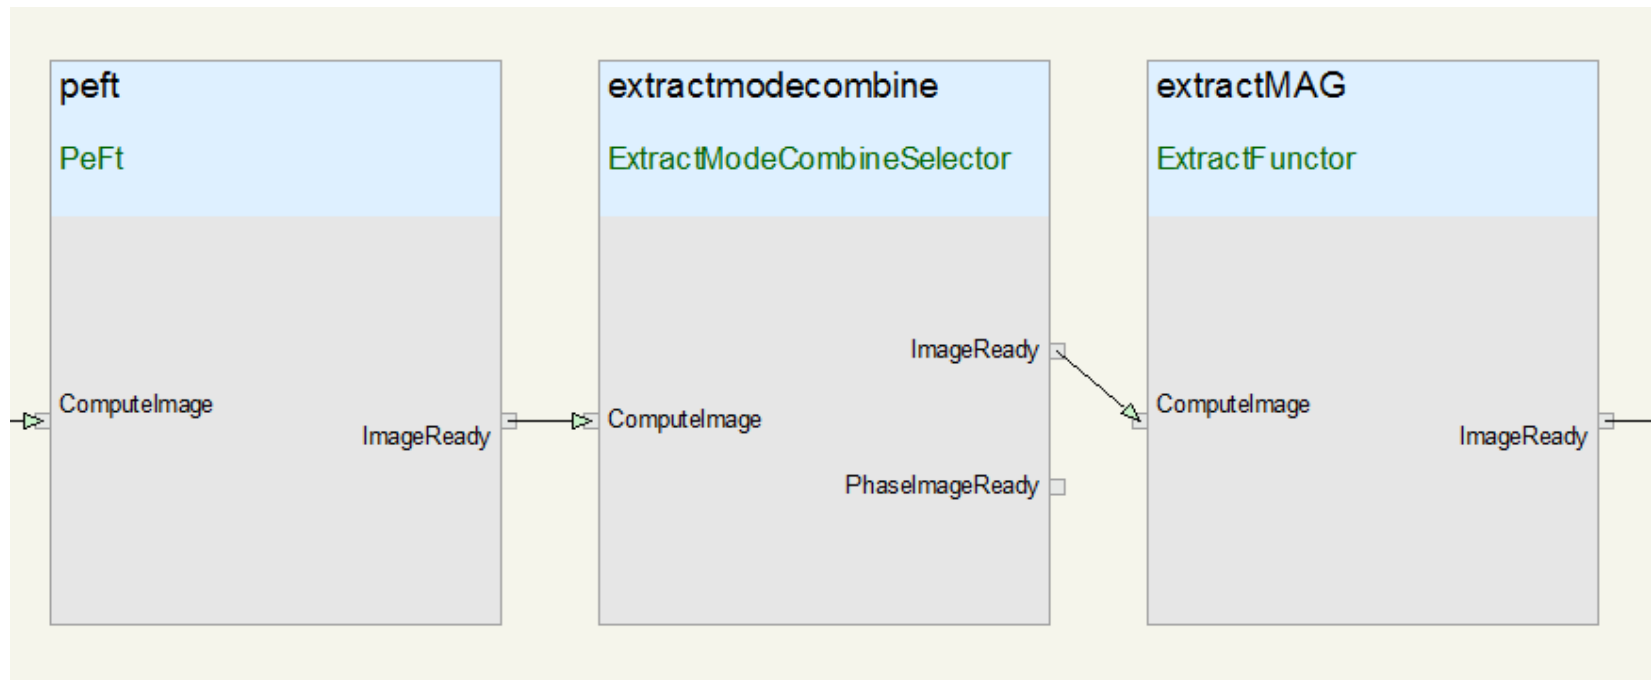 peft
PeFt
ComputeImage
ImageReady
extractmodecombine
ExtractModeCombineSelector
ImageReady
ComputeImage
PhaseImageReady
extractMAG
ExtractFunctor
ComputeImage
ImageReady